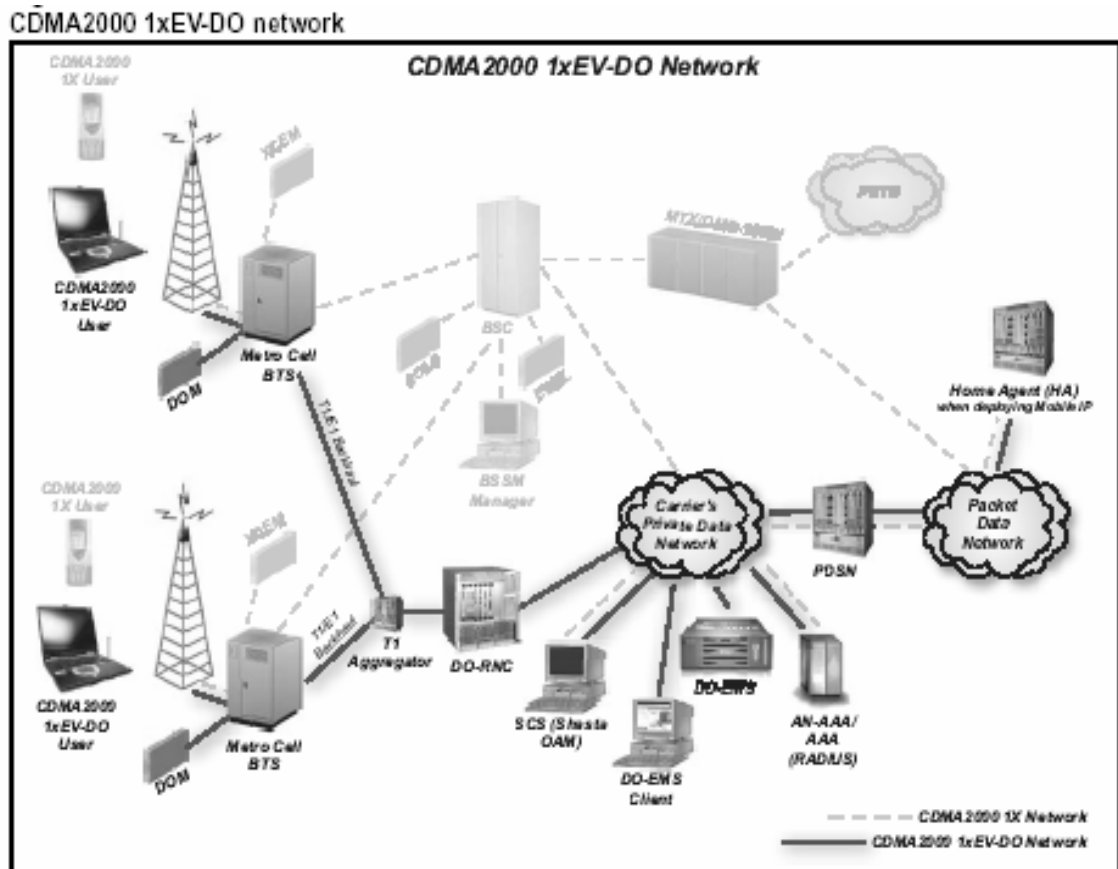 CDMA2000 1xEV-DO network
CDMA2000 1xEV-DO Network
CDMA2000
1X User
XCEM
CDMA2000
1xEV-DO
User
DOM
Metro Cell
BTS
BSC
BSSM
Manager
T1/E1 Backhaul
Home Agent (HA)
when deploying Mobile IP
CDMA2000
1X User
XCEM
CDMA2000
1xEV-DO
User
DOM
Metro Cell
BTS
T1/E1
Backhaul
T1
Aggregator
DO-RNC
Carrier's
Private Data
Network
PDSN
Packet
Data
Network
SCS (Shasta
OAM)
DO-EMS
Client
DO-EMS
AN-AAA/
AAA
(RADIUS)
CDMA2000 1X Network
CDMA2000 1xEV-DO Network